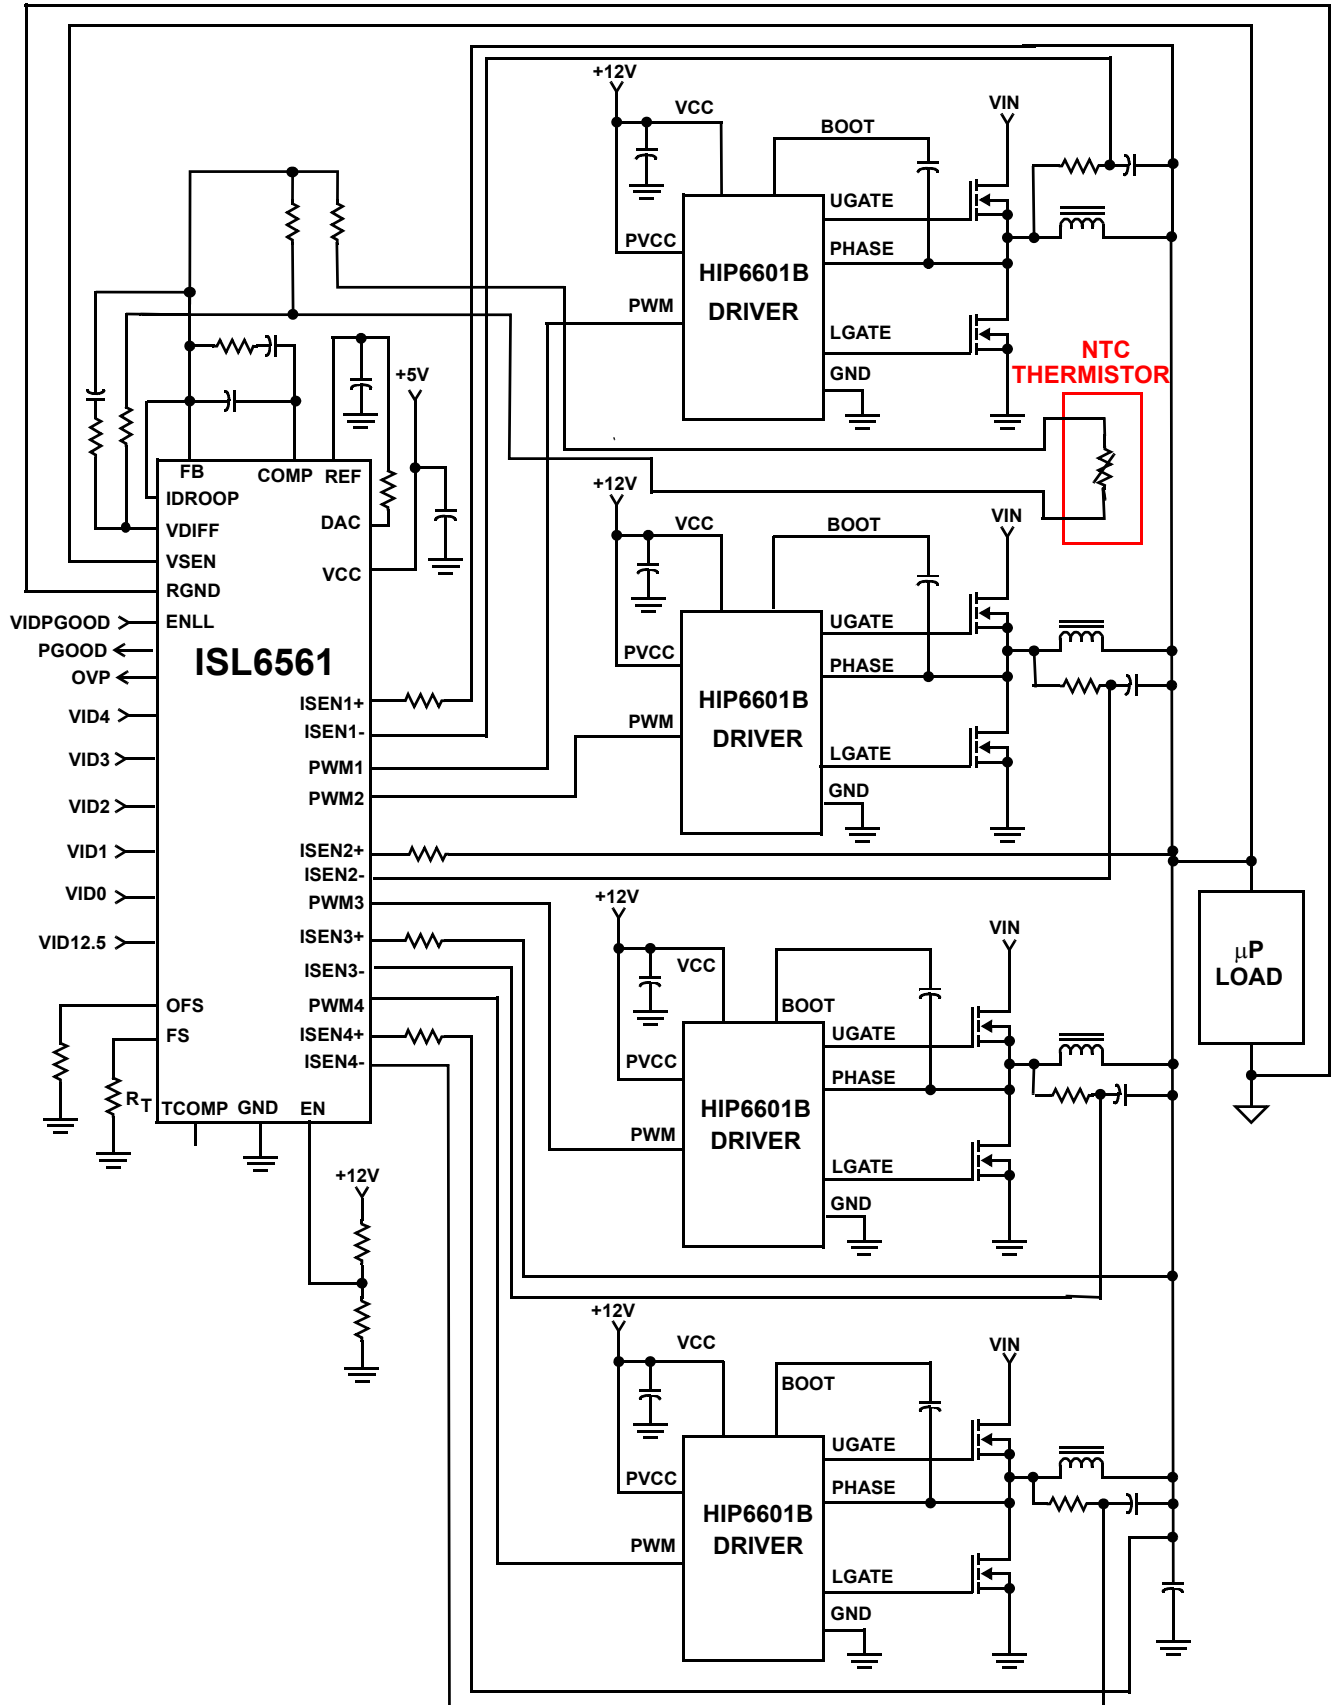 +12V
VCC
BOOT
VIN
UGATE
PVCC
PHASE
HIP6601B
DRIVER
PWM
LGATE
GND
NTC
THERMISTOR
+5V
FB
COMP
REF
IDROOP
DAC
VDIFF
VSEN
VCC
RGND
VIDPGOOD
ENLL
PGOOD
OVP
ISL6561
VID4
VID3
VID2
VID1
VID0
VID12.5
OFS
FS
RT
TCOMP
GND
EN
+12V
ISEN1+
ISEN1-
PWM1
PWM2
ISEN2+
ISEN2-
PWM3
ISEN3+
ISEN3-
PWM4
ISEN4+
ISEN4-
+12V
VCC
BOOT
VIN
UGATE
PVCC
PHASE
HIP6601B
DRIVER
PWM
LGATE
GND
+12V
VCC
BOOT
VIN
UGATE
PVCC
PHASE
HIP6601B
DRIVER
PWM
LGATE
GND
μP
LOAD
+12V
VCC
BOOT
VIN
UGATE
PVCC
PHASE
HIP6601B
DRIVER
PWM
LGATE
GND